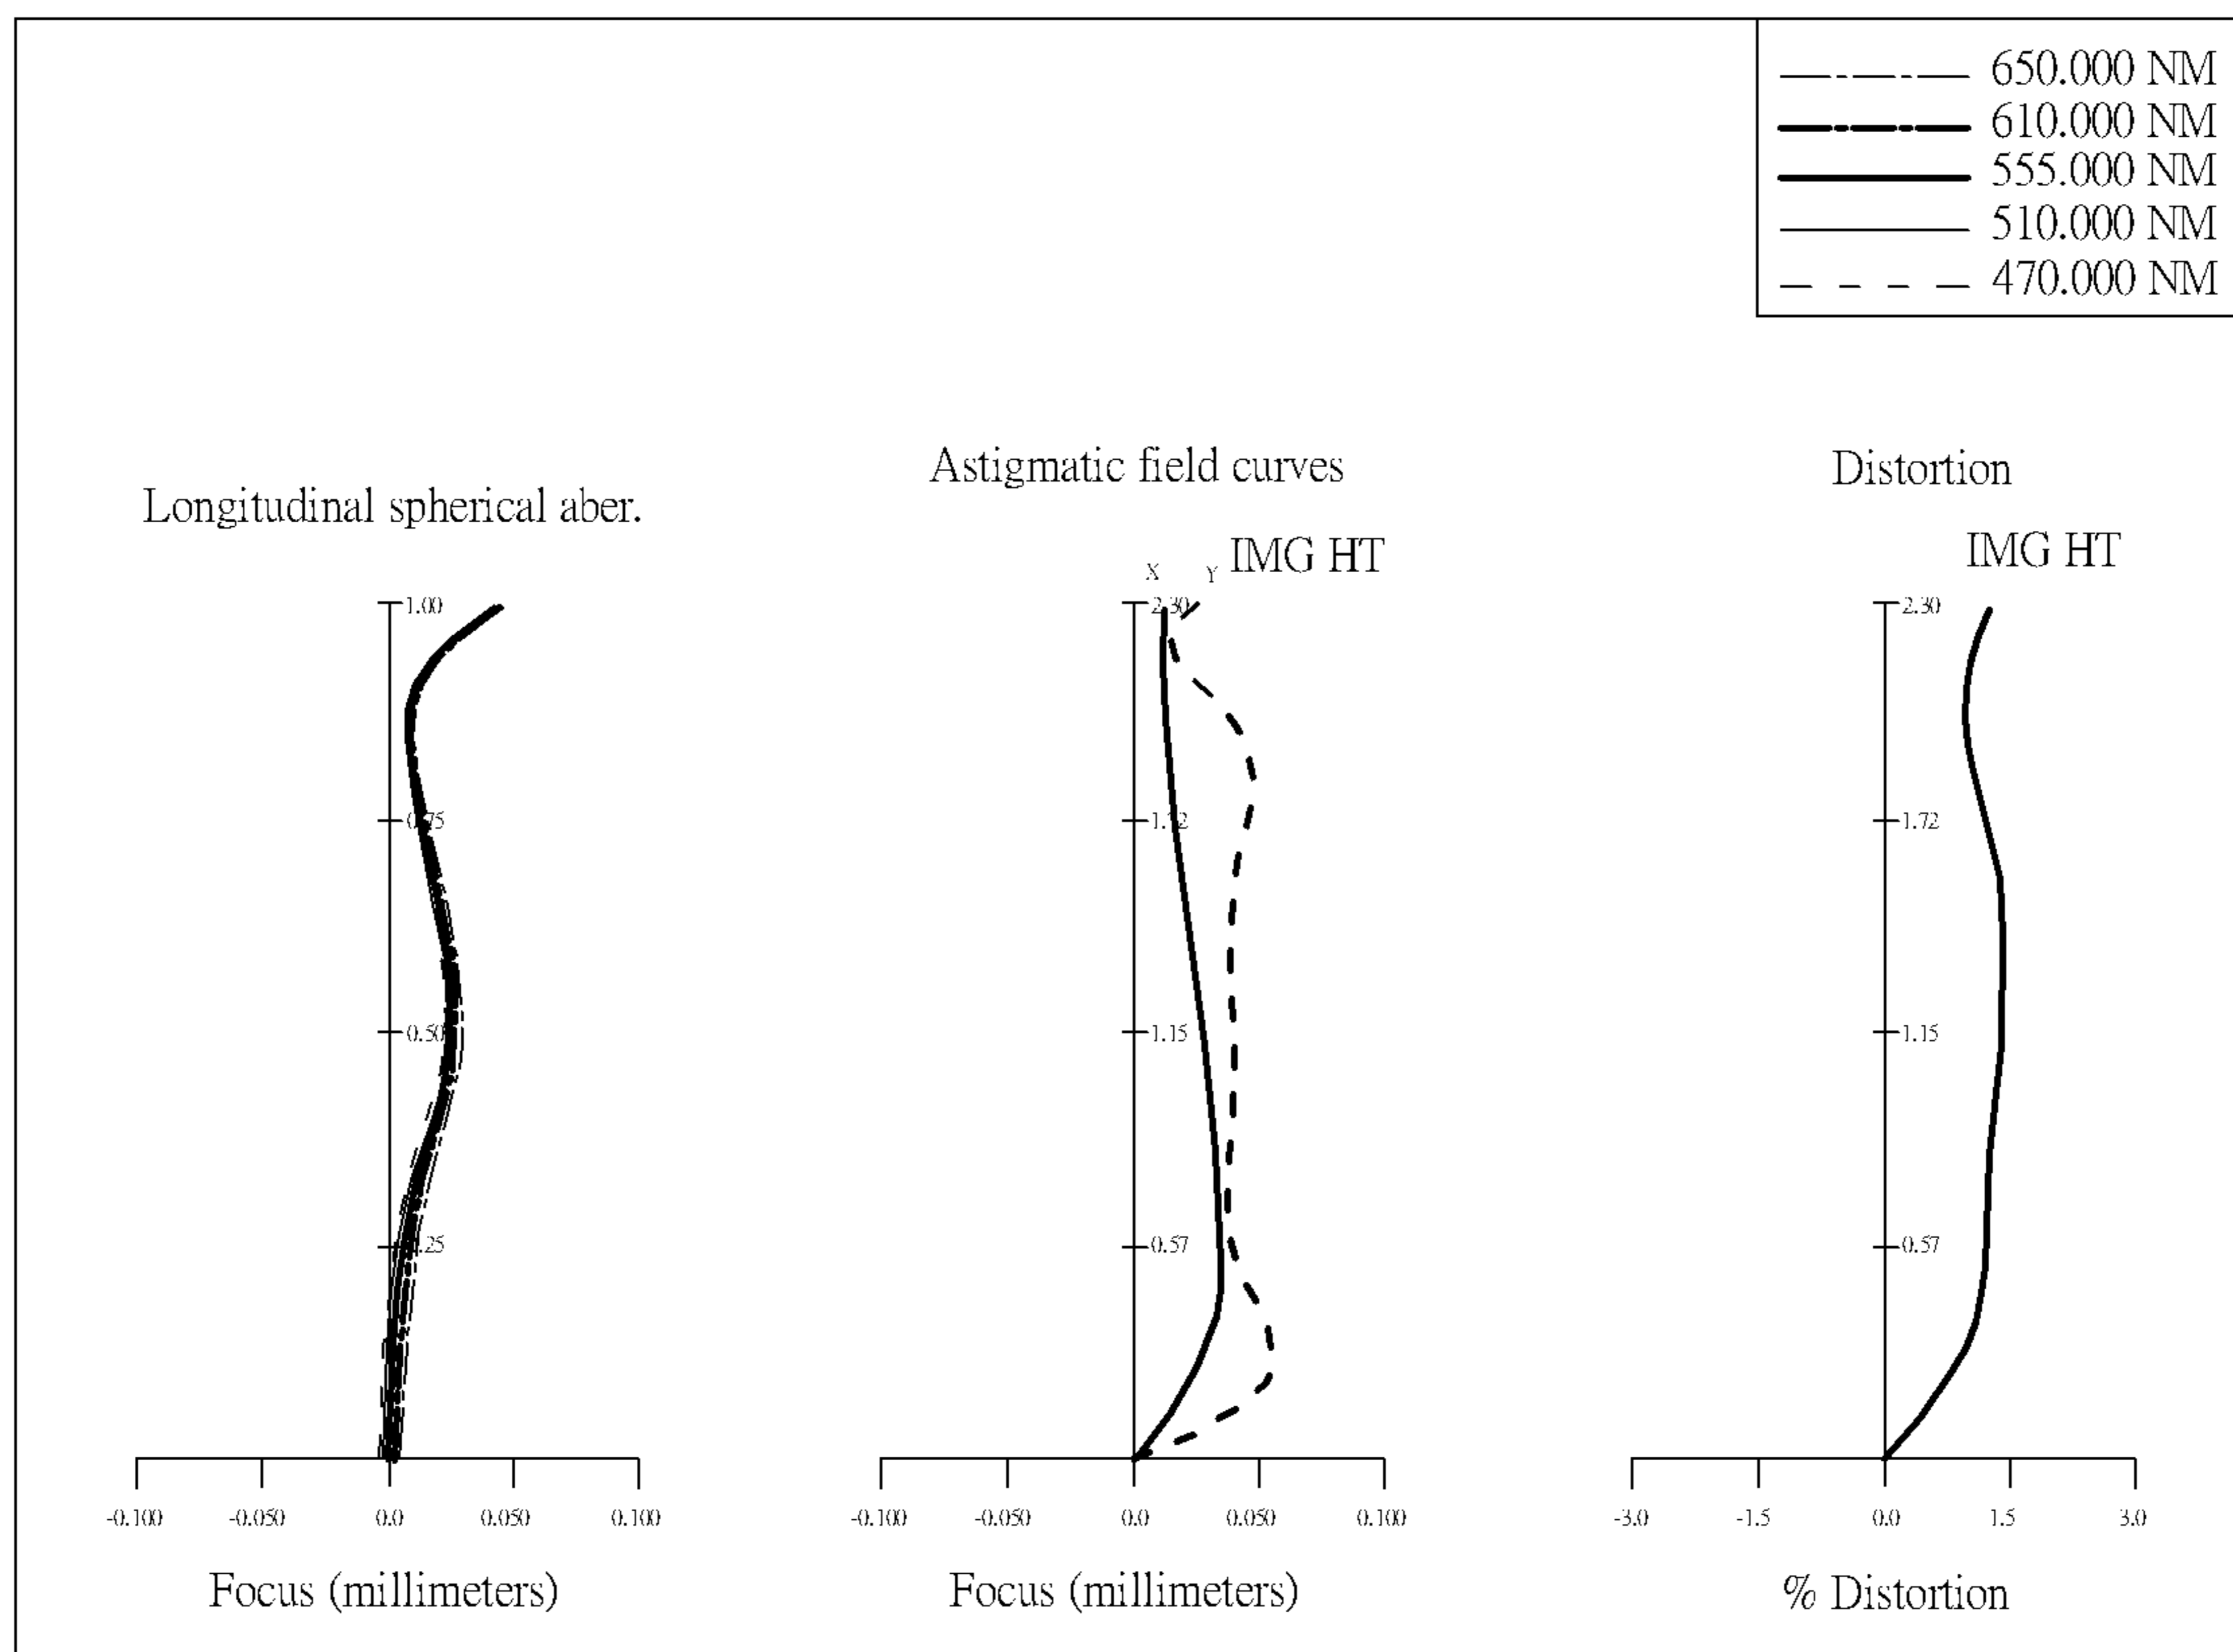 650.000 NM
610.000 NM
555.000 NM
510.000 NM
470.000 NM
Longitudinal spherical aber.
1.00
0.75
0.50
0.25
-0.100 -0.050 0.0 0.050 0.100
Focus (millimeters)
Astigmatic field curves
IMG HT
X Y
2.30
1.72
1.15
0.57
-0.100 -0.050 0.0 0.050 0.100
Focus (millimeters)
Distortion
IMG HT
2.30
1.72
1.15
0.57
-3.0 -1.5 0.0 1.5 3.0
% Distortion